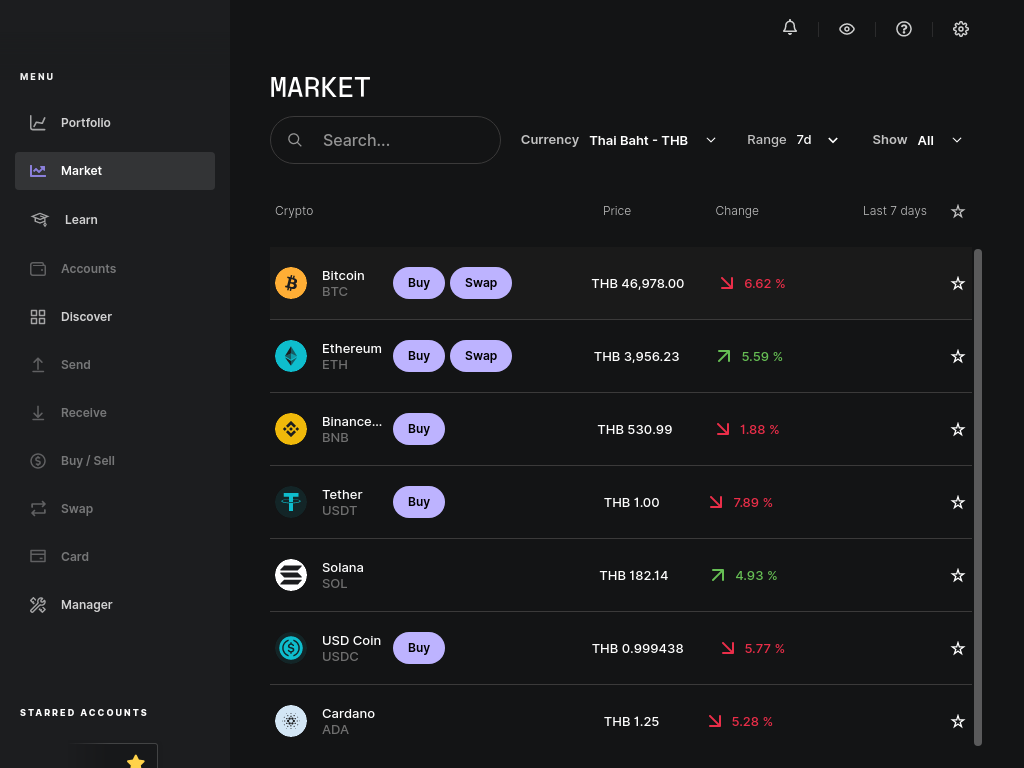 MENU
Portfolio
Market
Learn
Accounts
Discover
Send
Receive
Buy / Sell
Swap
Card
Manager
STARRED ACCOUNTS
MARKET
Search...
Currency Thai Baht - THB
Range 7d
Show All
Crypto Price Change Last 7 days
Bitcoin
BTC
Buy Swap THB 46,978.00 6.62 %
Ethereum
ETH
Buy Swap THB 3,956.23 5.59 %
Binance...
BNB
Buy THB 530.99 1.88 %
Tether
USDT
Buy THB 1.00 7.89 %
Solana
SOL
THB 182.14 4.93 %
USD Coin
USDC
Buy THB 0.999438 5.77 %
Cardano
ADA
THB 1.25 5.28 %